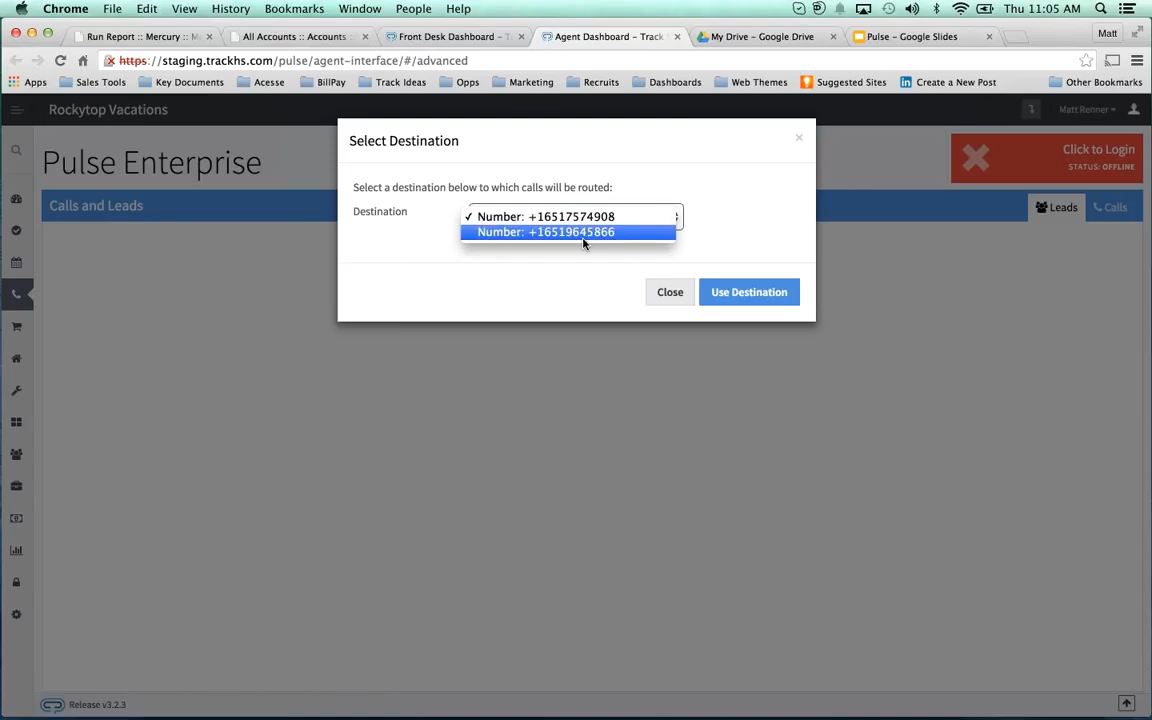 Chrome File Edit View History Bookmarks Window People Help Thu 11:05 AM
Run Report :: Mercury :: M All Accounts :: Accounts : Front Desk Dashboard – T Agent Dashboard – Track My Drive – Google Drive Pulse – Google Slides Matt
https://staging.trackhs.com/pulse/agent-interface/#/advanced
Apps Sales Tools BillPay Key Documents Acesse Track Ideas Opps Marketing Recruits Dashboards Web Themes Suggested Sites Create a New Post Other Bookmarks
Rockytop Vacations Matt Renner
Pulse Enterprise
Click to Login
STATUS: OFFLINE
Calls and Leads Leads Calls
Select Destination ×
Select a destination below to which calls will be routed:
Destination
✓ Number: +16517574908
Number: +16519645866
Close Use Destination
Release v3.2.3